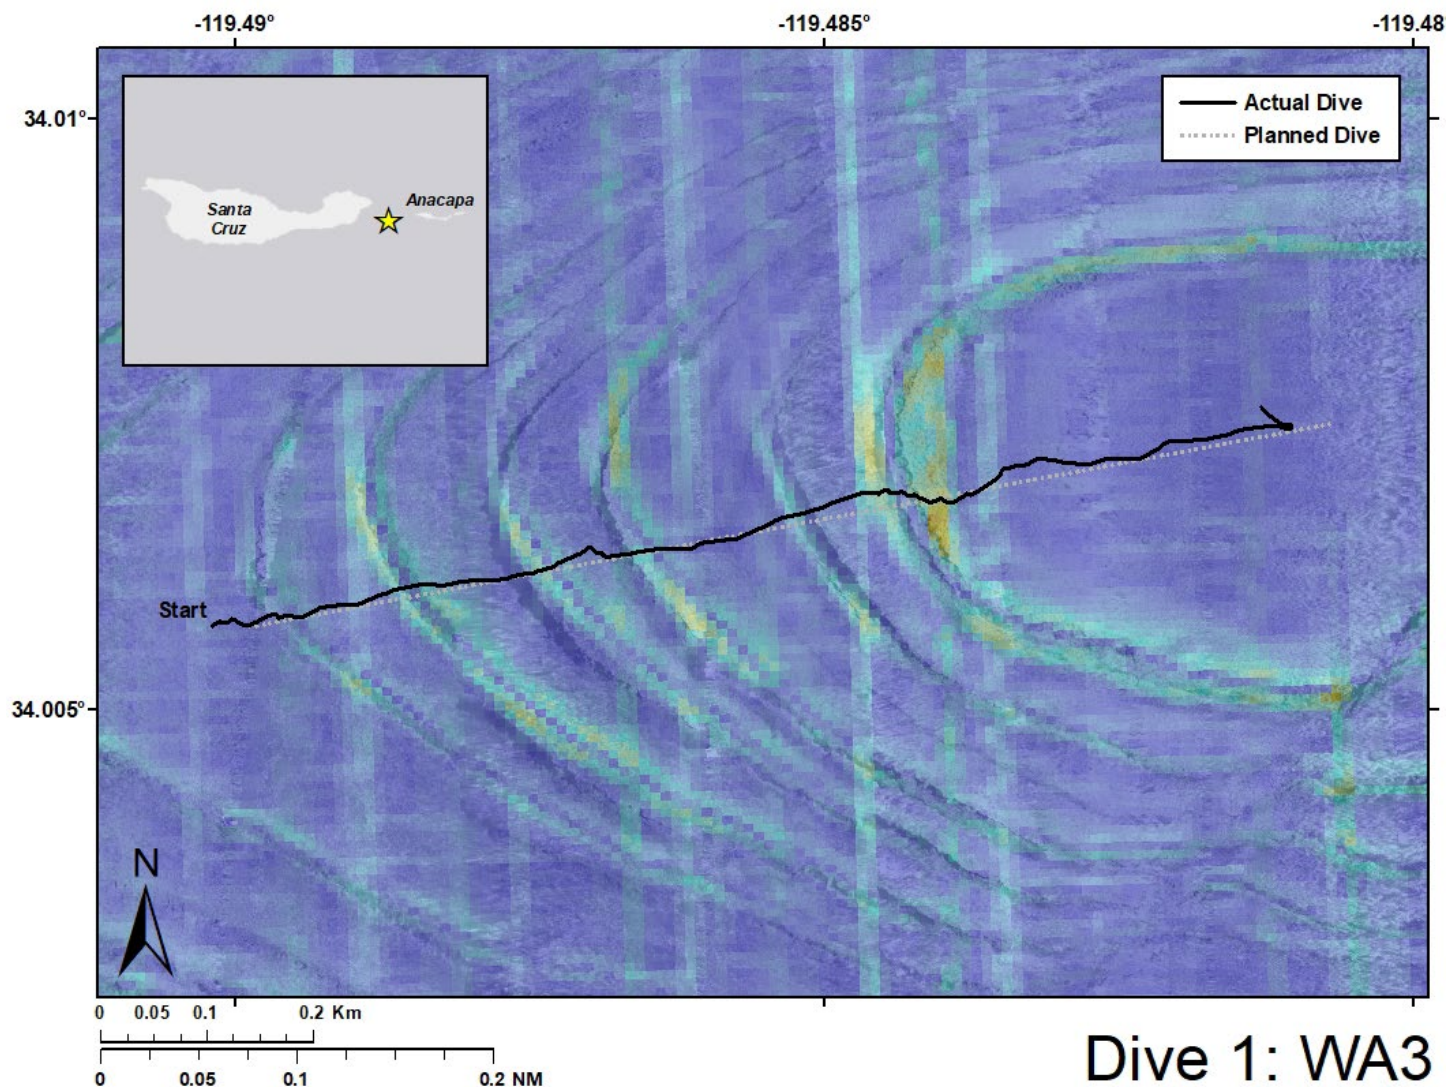 -119.49°
-119.485°
-119.48
34.01°
Actual Dive
Planned Dive
Santa
Cruz
Anacapa
Start
34.005°
N
0 0.05 0.1 0.2 Km
0 0.05 0.1 0.2 NM
Dive 1: WA3